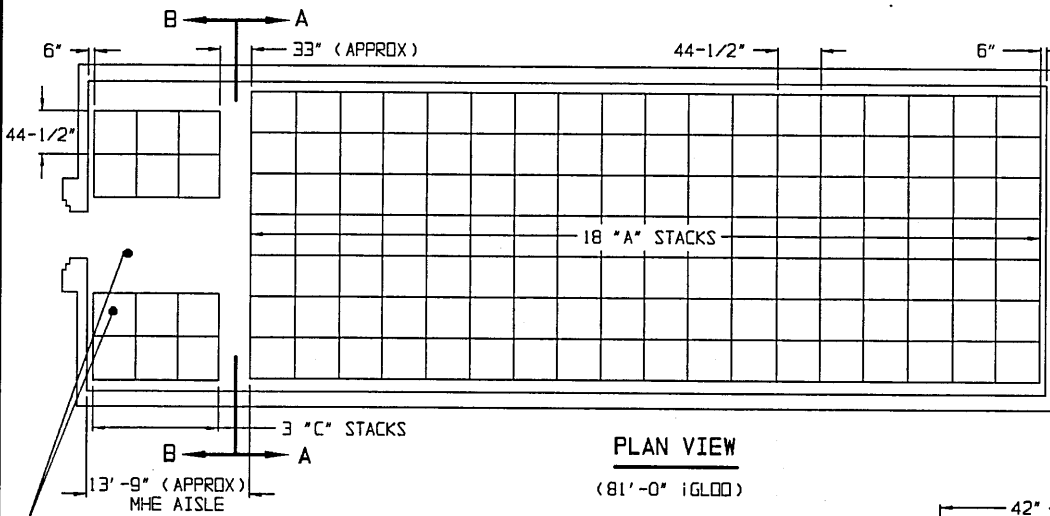 B A
6" 33" (APPROX) 44-1/2" 6"
44-1/2"
18 "A" STACKS
3 "C" STACKS
B A
PLAN VIEW
13'-9" (APPROX)
MHE AISLE
(81'-0" iGLOO)
42"